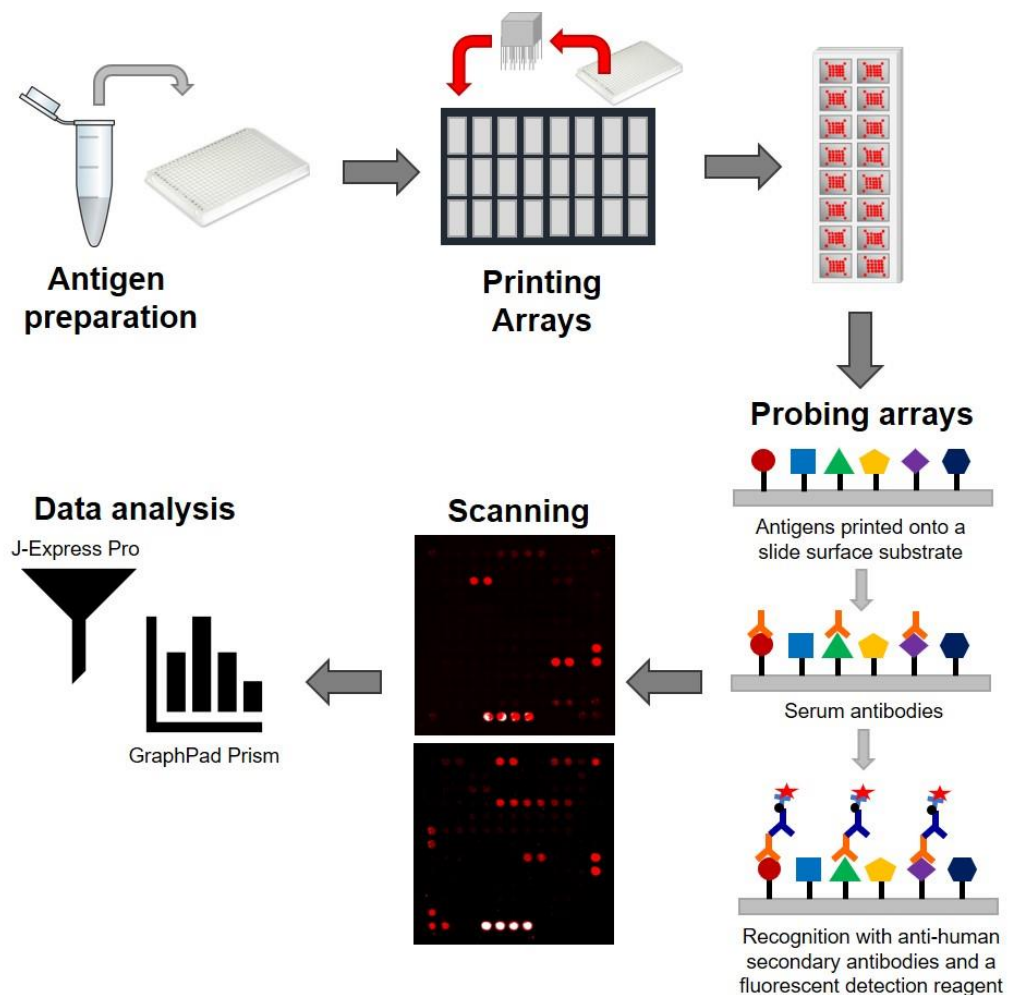 Antigen
preparation
Printing
Arrays
Probing arrays
Antigens printed onto a
slide surface substrate
Serum antibodies
Recognition with anti-human
secondary antibodies and a
fluorescent detection reagent
Scanning
Data analysis
J-Express Pro
GraphPad Prism